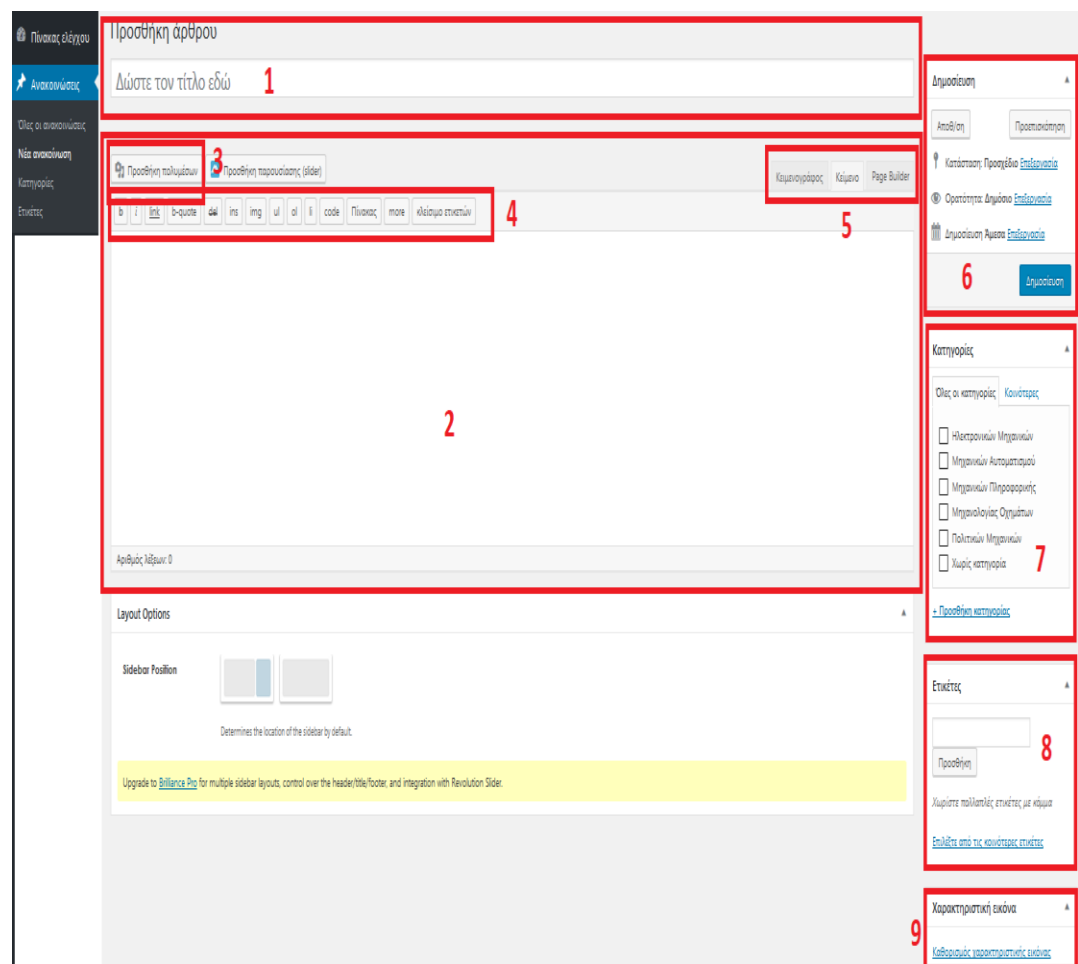 Πίνακας ελέγχου
Ανακοινώσεις
Όλες οι ανακοινώσεις
Νέα ανακοίνωση
Κατηγορίες
Ετικέτες
Προσθήκη άρθρου
Δώστε τον τίτλο εδώ
1
Προσθήκη πολυμέσων
3
Προσθήκη παρουσίασης (slider)
Κειμενογράφος Κείμενο Page Builder
b i link b-quote del ins img ul ol li code Πίνακας more κλείσιμο ετικετών
4
5
2
Αριθμός λέξεων: 0
Layout Options
Sidebar Position
Determines the location of the sidebar by default.
Upgrade to Brilliance Pro for multiple sidebar layouts, control over the header/title/footer, and integration with Revolution Slider.
Δημοσίευση
Αποθ/ση Προεπισκόπηση
Κατάσταση: Προσχέδιο Επεξεργασία
Ορατότητα: Δημόσιο Επεξεργασία
Δημοσίευση Άμεσα Επεξεργασία
6
Δημοσίευση
Κατηγορίες
Όλες οι κατηγορίες Κοινότερες
Ηλεκτρονικών Μηχανικών
Μηχανικών Αυτοματισμού
Μηχανικών Πληροφορικής
Μηχανολογίας Οχημάτων
Πολιτικών Μηχανικών
Χωρίς κατηγορία
7
+ Προσθήκη κατηγορίας
Ετικέτες
8
Προσθήκη
Χωρίστε πολλαπλές ετικέτες με κόμμα
Επιλέξτε από τις κοινότερες ετικέτες
Χαρακτηριστική εικόνα
9
Καθορισμός χαρακτηριστικής εικόνας